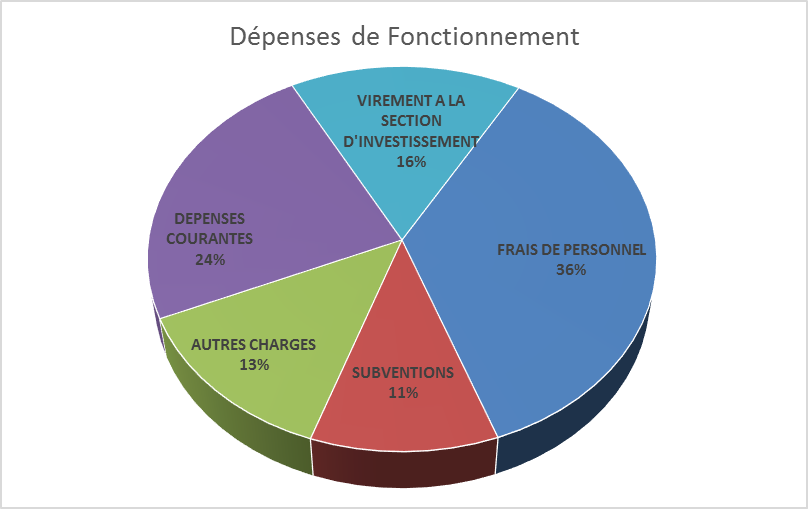 Dépenses de Fonctionnement
VIREMENT A LA
SECTION
D'INVESTISSEMENT
16%
FRAIS DE PERSONNEL
36%
DEPENSES
COURANTES
24%
AUTRES CHARGES
13%
SUBVENTIONS
11%